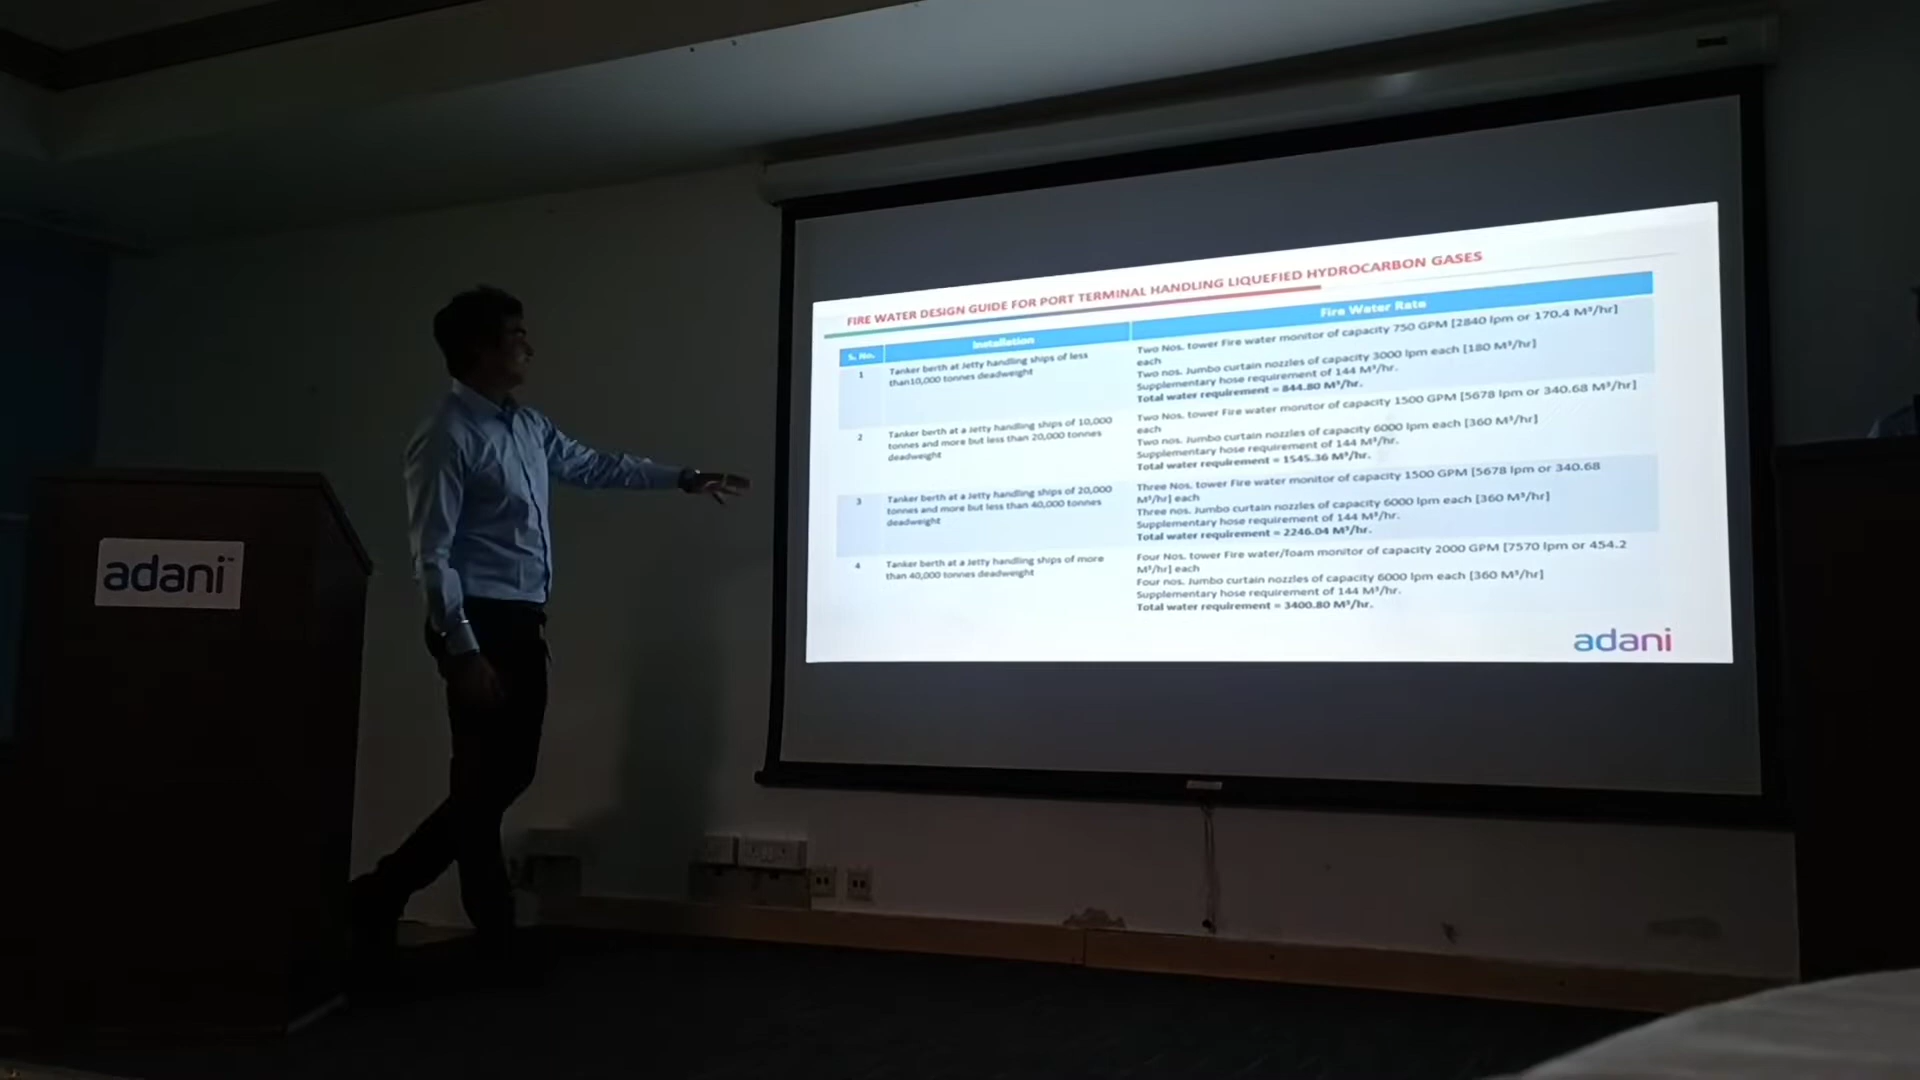 adani™
FIRE WATER DESIGN GUIDE FOR PORT TERMINAL HANDLING LIQUEFIED HYDROCARBON GASES
S. No.
Installation
Fire Water Rate
1
Tanker berth at Jetty handling ships of less
than10,000 tonnes deadweight
Two Nos. tower Fire water monitor of capacity 750 GPM [2840 lpm or 170.4 M³/hr]
each
Two nos. Jumbo curtain nozzles of capacity 3000 lpm each [180 M³/hr]
Supplementary hose requirement of 144 M³/hr.
Total water requirement = 844.80 M³/hr.
2
Tanker berth at a Jetty handling ships of 10,000
tonnes and more but less than 20,000 tonnes
deadweight
Two Nos. tower Fire water monitor of capacity 1500 GPM [5678 lpm or 340.68 M³/hr]
each
Two nos. Jumbo curtain nozzles of capacity 6000 lpm each [360 M³/hr]
Supplementary hose requirement of 144 M³/hr.
Total water requirement = 1545.36 M³/hr.
3
Tanker berth at a Jetty handling ships of 20,000
tonnes and more but less than 40,000 tonnes
deadweight
Three Nos. tower Fire water monitor of capacity 1500 GPM [5678 lpm or 340.68
M³/hr] each
Three nos. Jumbo curtain nozzles of capacity 6000 lpm each [360 M³/hr]
Supplementary hose requirement of 144 M³/hr.
Total water requirement = 2246.04 M³/hr.
4
Tanker berth at a Jetty handling ships of more
than 40,000 tonnes deadweight
Four Nos. tower Fire water/foam monitor of capacity 2000 GPM [7570 lpm or 454.2
M³/hr] each
Four nos. Jumbo curtain nozzles of capacity 6000 lpm each [360 M³/hr]
Supplementary hose requirement of 144 M³/hr.
Total water requirement = 3400.80 M³/hr.
adani